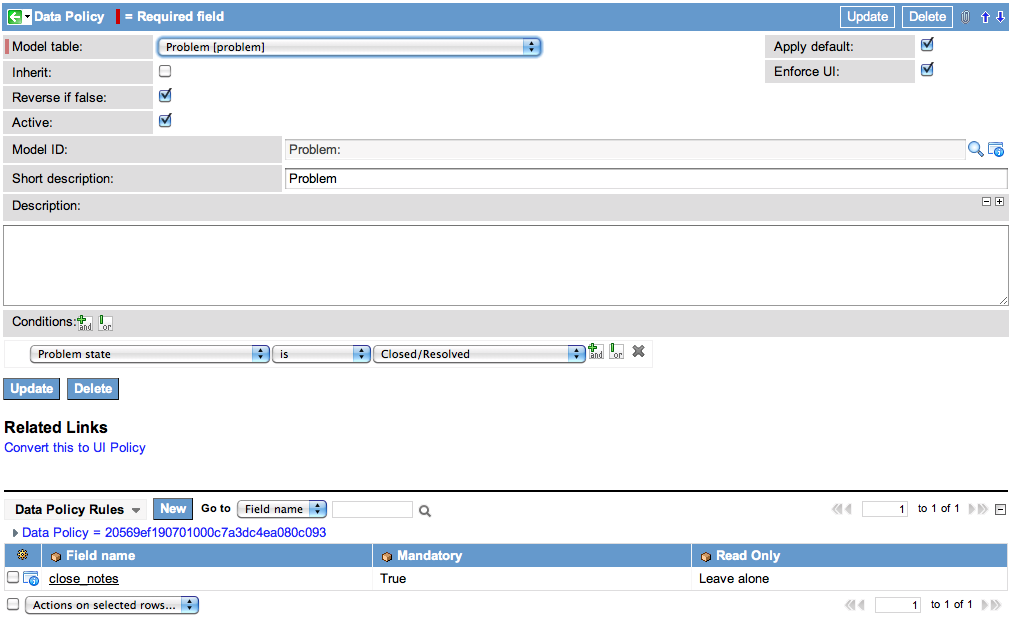 Data Policy = Required field Update Delete
Model table: Problem [problem] Apply default:
Inherit: Enforce UI:
Reverse if false:
Active:
Model ID: Problem:
Short description: Problem
Description:
Conditions: and or
Problem state is Closed/Resolved and or
Update Delete
Related Links
Convert this to UI Policy
Data Policy Rules New Go to Field name 1 to 1 of 1
Data Policy = 20569ef190701000c7a3dc4ea080c093
Field name Mandatory Read Only
close_notes True Leave alone
Actions on selected rows... 1 to 1 of 1